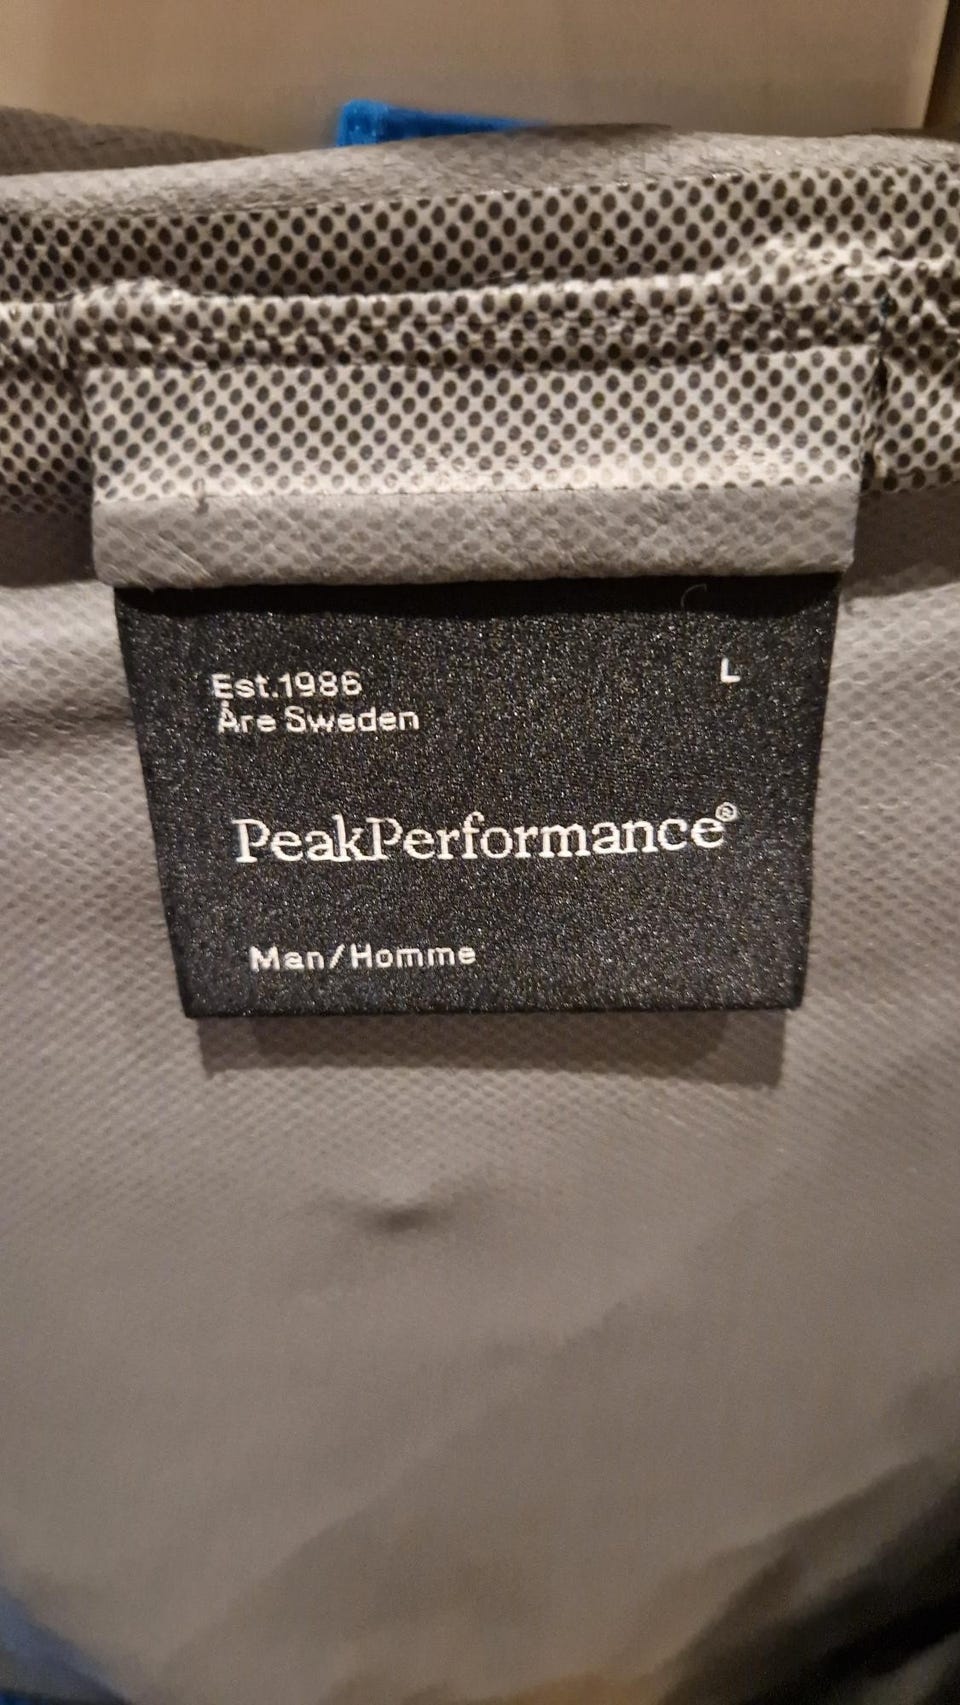 Est.1986
L
Åre Sweden
PeakPerformance®
Man/Homme